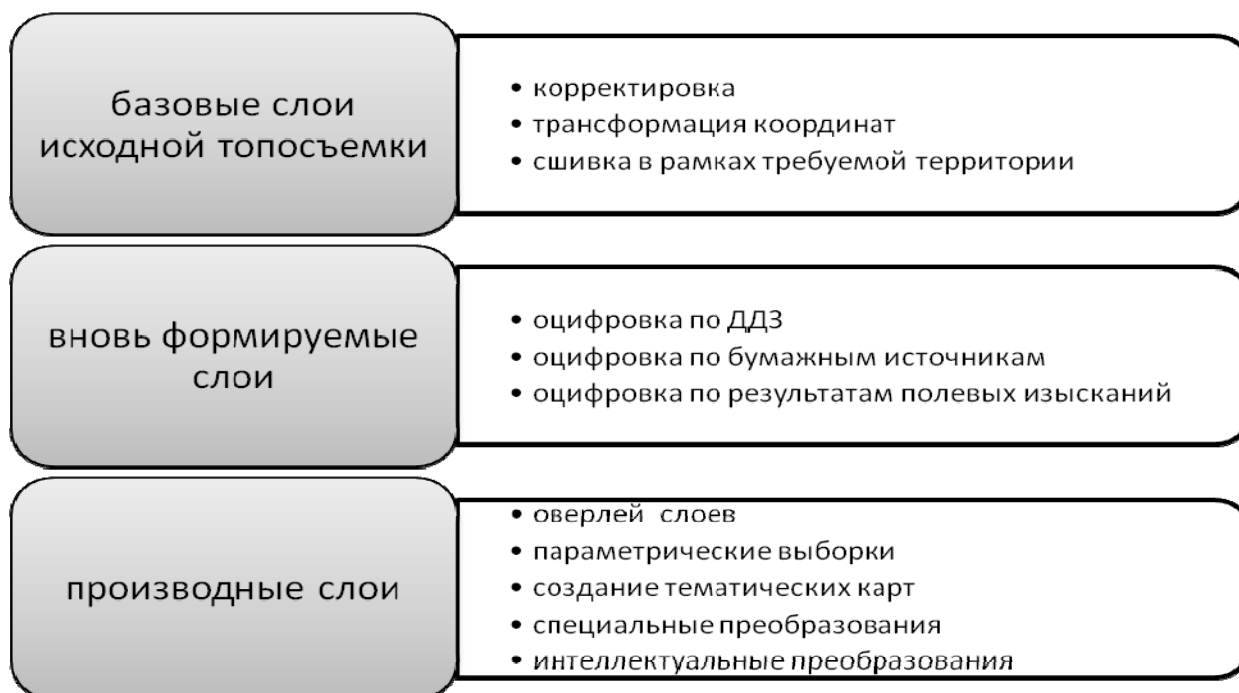 базовые слои
исходной топосъемки
• корректировка
• трансформация координат
• сшивка в рамках требуемой территории
вновь формируемые
слои
• оцифровка по ДДЗ
• оцифровка по бумажным источникам
• оцифровка по результатам полевых изысканий
производные слои
• оверлей слоев
• параметрические выборки
• создание тематических карт
• специальные преобразования
• интеллектуальные преобразования